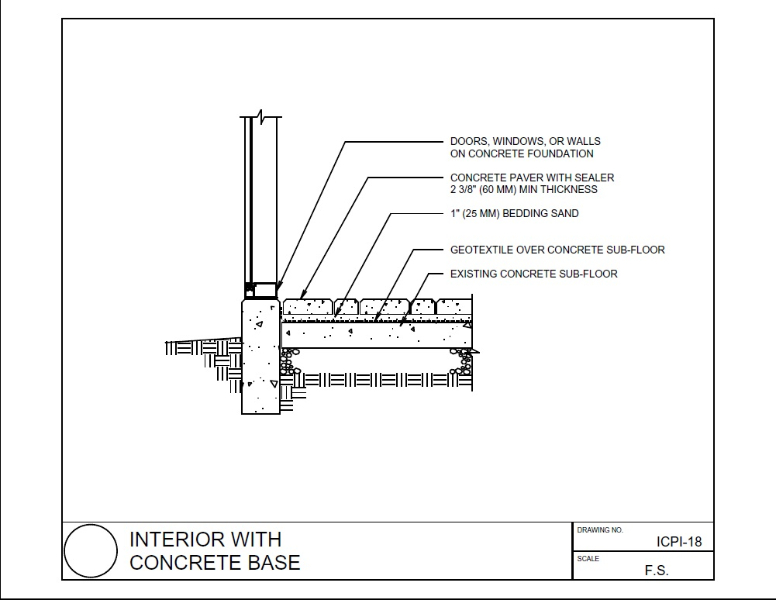 DOORS, WINDOWS, OR WALLS
ON CONCRETE FOUNDATION
CONCRETE PAVER WITH SEALER
2 3/8" (60 MM) MIN THICKNESS
1" (25 MM) BEDDING SAND
GEOTEXTILE OVER CONCRETE SUB-FLOOR
EXISTING CONCRETE SUB-FLOOR
INTERIOR WITH
CONCRETE BASE
DRAWING NO.
ICPI-18
SCALE
F.S.